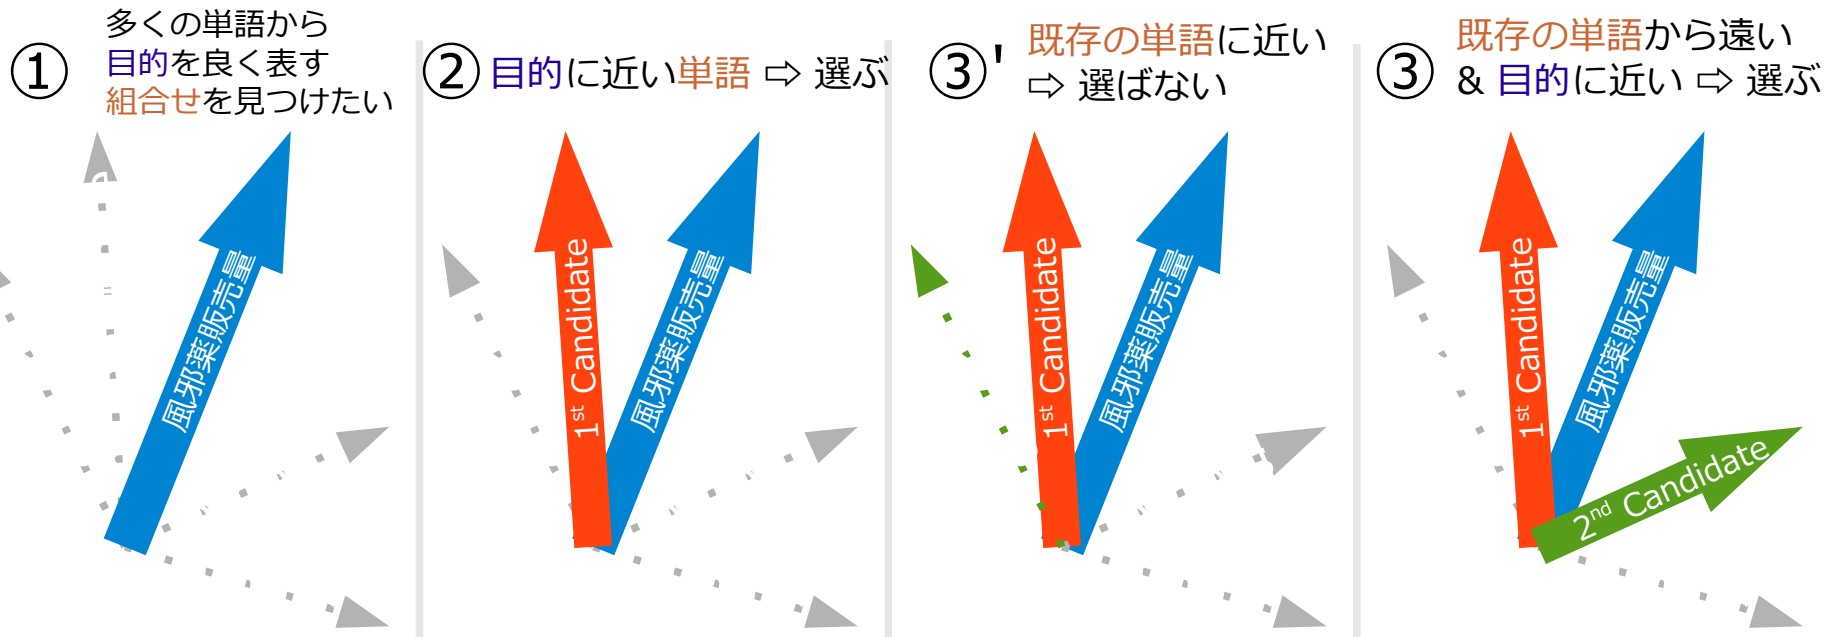 ①
多くの単語から
目的を良く表す
組合せを見つけたい
風邪薬販売量
② 目的に近い単語 ⇨ 選ぶ
1st Candidate
風邪薬販売量
③'
既存の単語に近い
⇨ 選ばない
1st Candidate
風邪薬販売量
③
既存の単語から遠い
& 目的に近い ⇨ 選ぶ
1st Candidate
風邪薬販売量
2nd Candidate